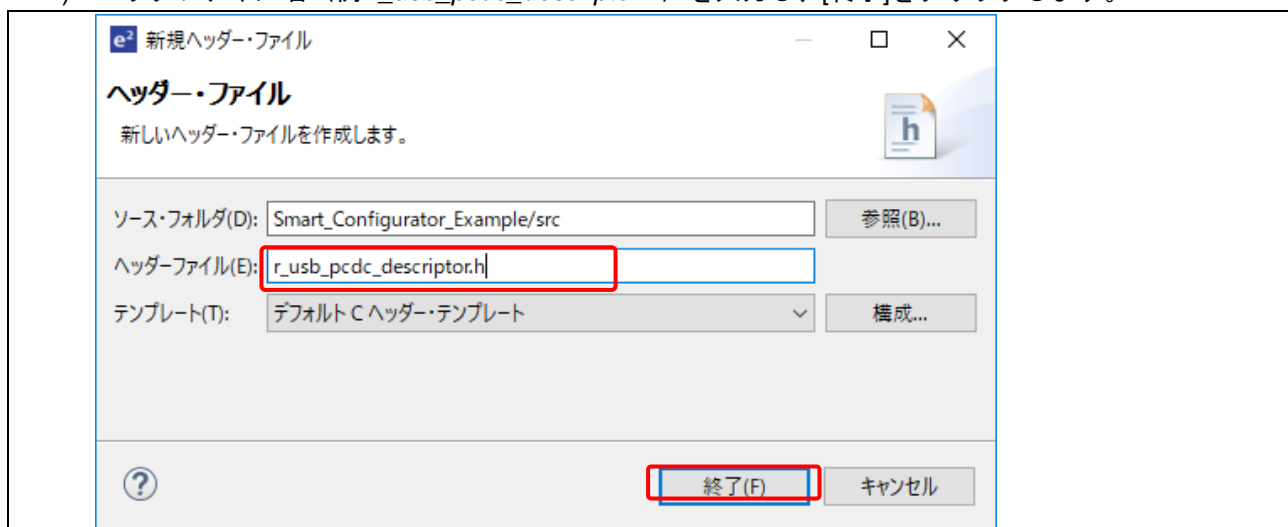 e² 新規ヘッダー・ファイル
ヘッダー・ファイル
新しいヘッダー・ファイルを作成します。
h
ソース・フォルダ(D): Smart_Configurator_Example/src 参照(B)...
ヘッダーファイル(E): r_usb_pcdc_descriptor.h
テンプレート(T): デフォルト C ヘッダー・テンプレート 構成...
? 終了(F) キャンセル